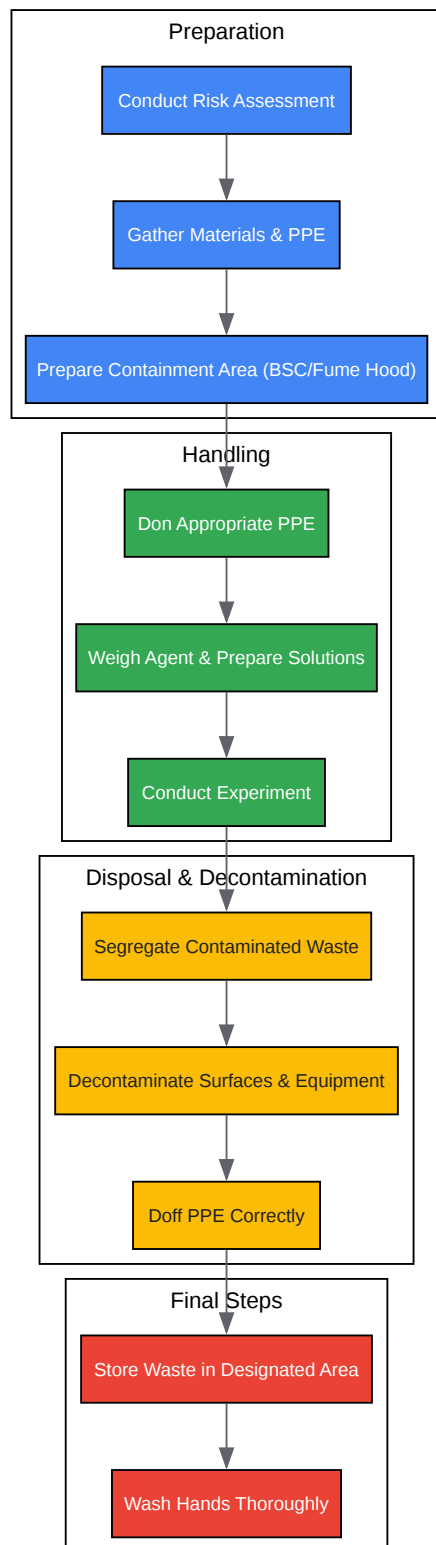 Preparation
Conduct Risk Assessment
Gather Materials & PPE
Prepare Containment Area (BSC/Fume Hood)
Handling
Don Appropriate PPE
Weigh Agent & Prepare Solutions
Conduct Experiment
Disposal & Decontamination
Segregate Contaminated Waste
Decontaminate Surfaces & Equipment
Doff PPE Correctly
Final Steps
Store Waste in Designated Area
Wash Hands Thoroughly